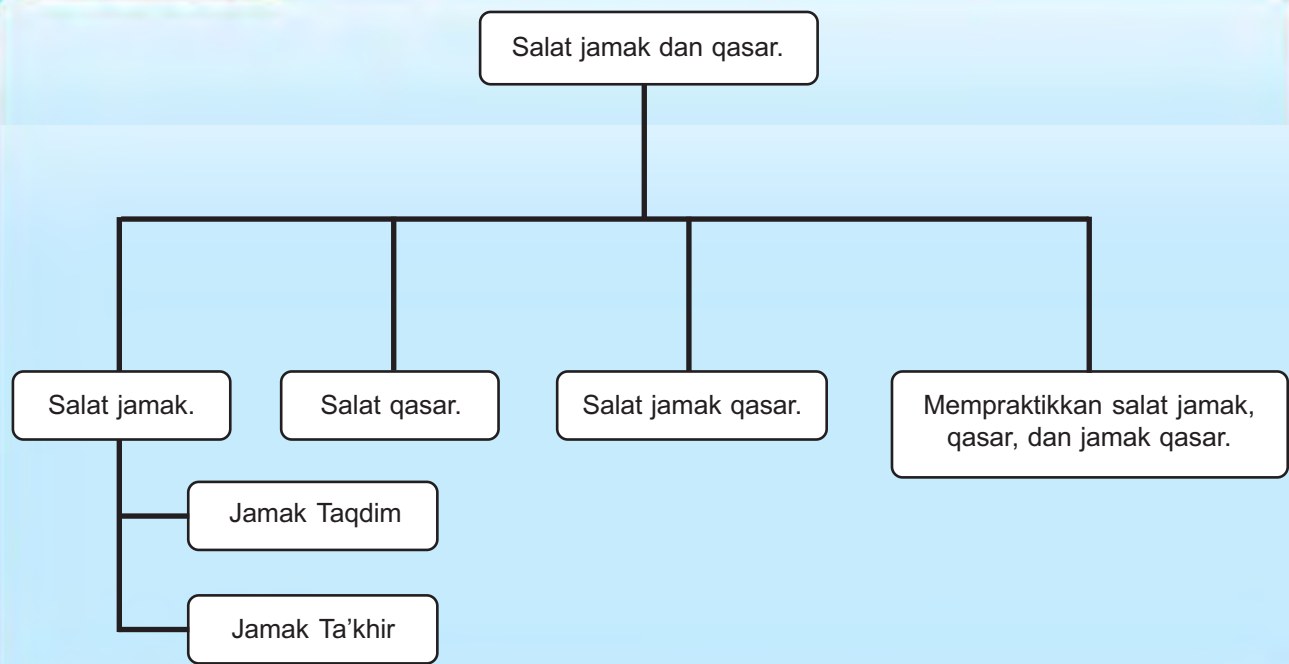 Salat jamak dan qasar.
Salat jamak.
Salat qasar.
Salat jamak qasar.
Mempraktikkan salat jamak,
qasar, dan jamak qasar.
Jamak Taqdim
Jamak Ta’khir